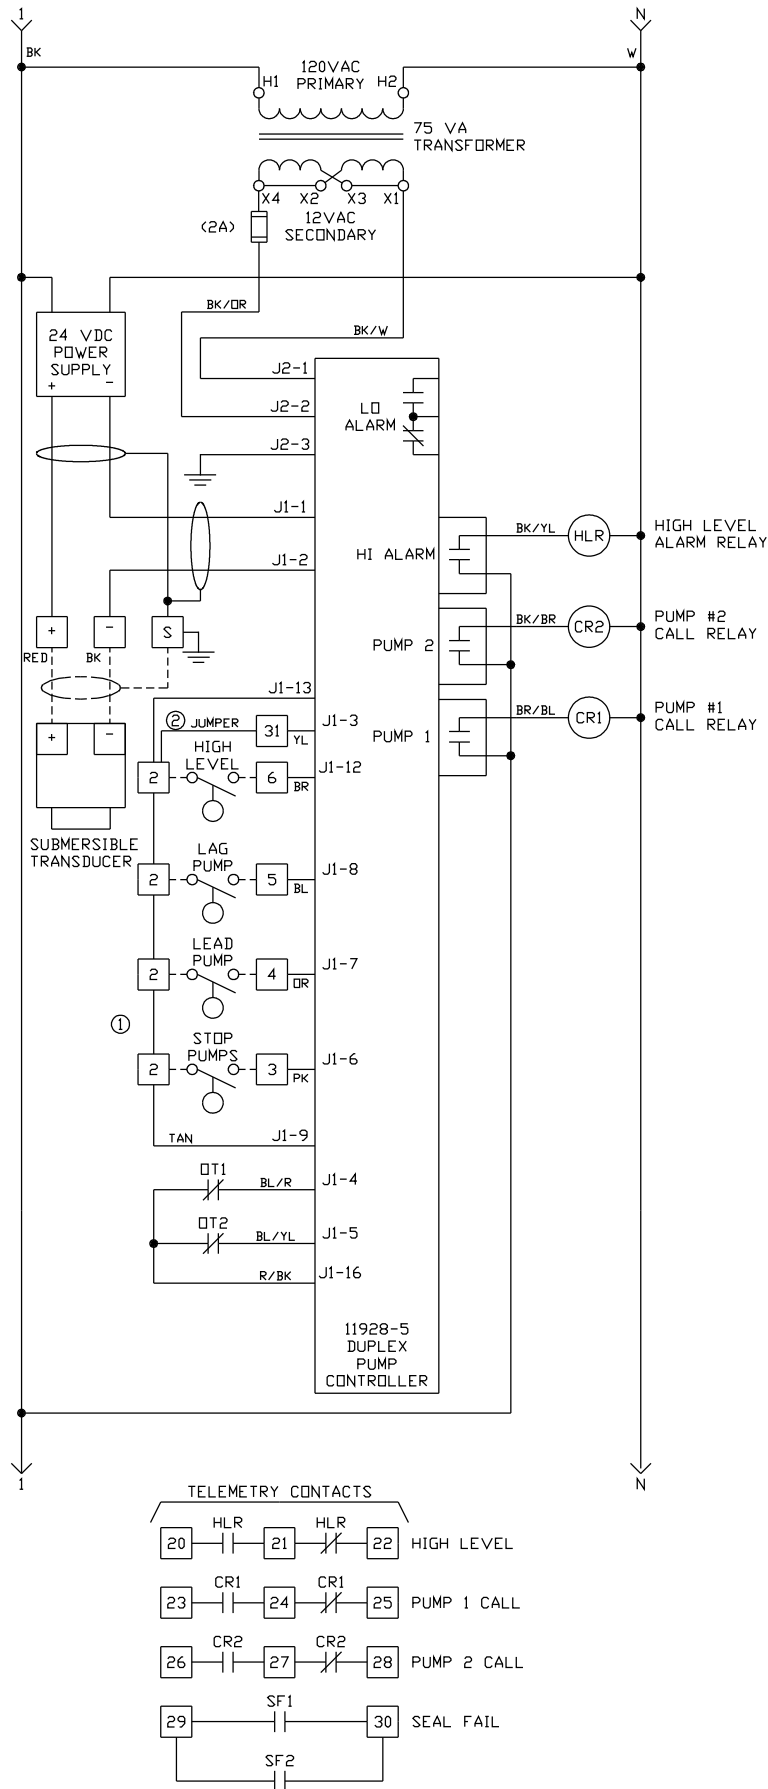 1
N
BK
W
120VAC
PRIMARY
H1
H2
75 VA
TRANSFORMER
X4
X2
X3
X1
12VAC
SECONDARY
(2A)
BK/OR
BK/W
24 VDC
POWER
SUPPLY
+
-
J2-1
J2-2
J2-3
LO
ALARM
J1-1
J1-2
HI ALARM
BK/YL
HLR
HIGH LEVEL
ALARM RELAY
PUMP 2
BK/BR
CR2
PUMP #2
CALL RELAY
PUMP 1
BR/BL
CR1
PUMP #1
CALL RELAY
+
-
S
RED
BK
+
-
SUBMERSIBLE
TRANSDUCER
J1-13
2
JUMPER
31
YL
J1-3
HIGH
LEVEL
2
6
BR
J1-12
LAG
PUMP
2
5
BL
J1-8
LEAD
PUMP
2
4
OR
J1-7
1
STOP
PUMPS
2
3
PK
J1-6
TAN
J1-9
OT1
BL/R
J1-4
OT2
BL/YL
J1-5
R/BK
J1-16
11928-5
DUPLEX
PUMP
CONTROLLER
1
N
TELEMETRY CONTACTS
20
HLR
21
HLR
22
HIGH LEVEL
23
CR1
24
CR1
25
PUMP 1 CALL
26
CR2
27
CR2
28
PUMP 2 CALL
29
SF1
30
SEAL FAIL
SF2